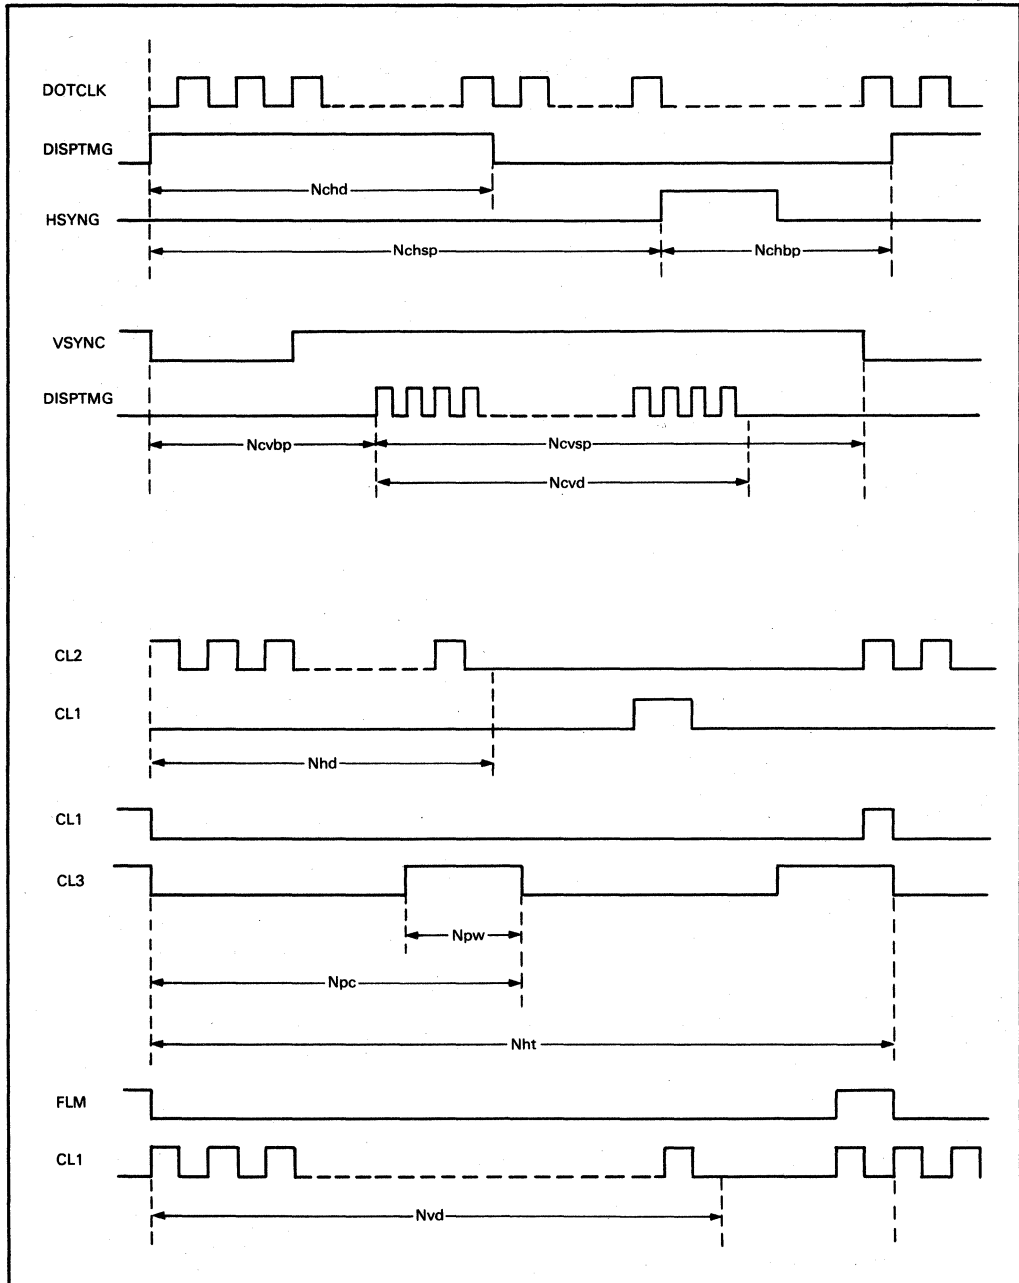 DOTCLK
DISPTMG
Nchd
HSYNG
Nchsp
Nchbp
VSYNC
DISPTMG
Ncvbp
Ncvsp
Ncvd
CL2
CL1
Nhd
CL1
CL3
Npw
Npc
Nht
FLM
CL1
Nvd